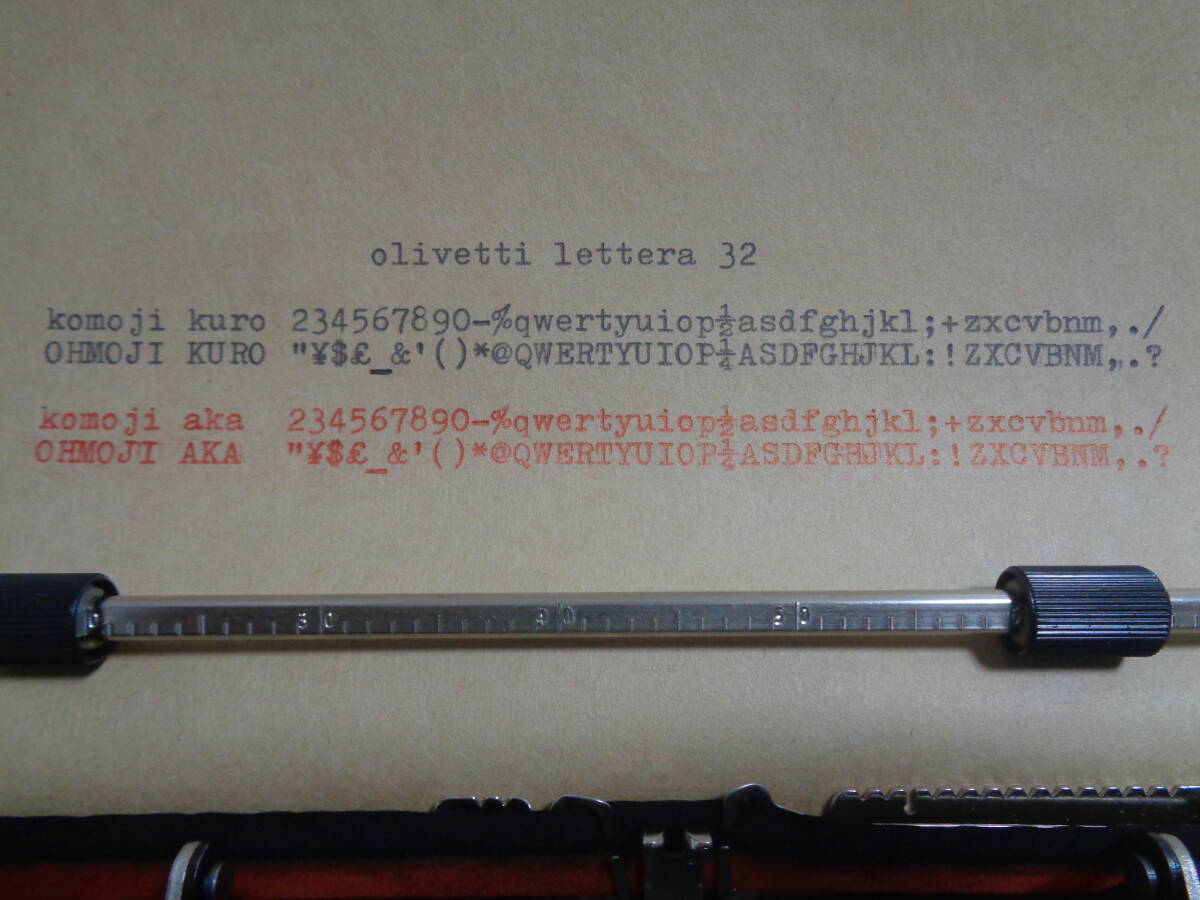 olivetti lettera 32
komoji kuro 234567890-%qwertyuiop½asdfghjkl;+zxcvbnm,./
OHMOJI KURO "¥$£_&'()*@QWERTYUIOP¼ASDFGHJKL:!ZXCVBNM,.?
komoji aka 234567890-%qwertyuiop½asdfghjkl;+zxcvbnm,./
OHMOJI AKA "¥$£_&'()*@QWERTYUIOP¼ASDFGHJKL:!ZXCVBNM,.?
30 40 50